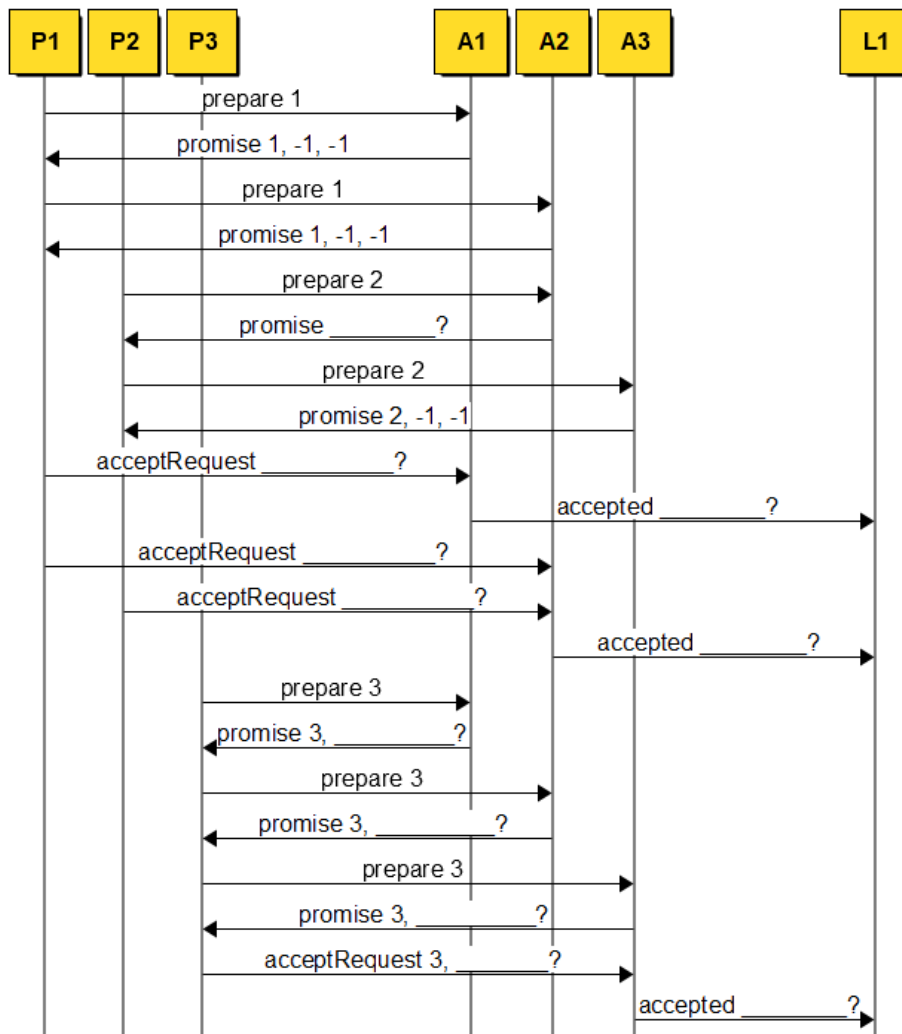 P1 P2 P3 A1 A2 A3 L1
prepare 1
promise 1, -1, -1
prepare 1
promise 1, -1, -1
prepare 2
promise _________?
prepare 2
promise 2, -1, -1
acceptRequest ___________?
accepted _________?
acceptRequest ___________?
acceptRequest ___________?
accepted _________?
prepare 3
promise 3, __________?
prepare 3
promise 3, __________?
prepare 3
promise 3, __________?
acceptRequest 3, ________?
accepted _________?